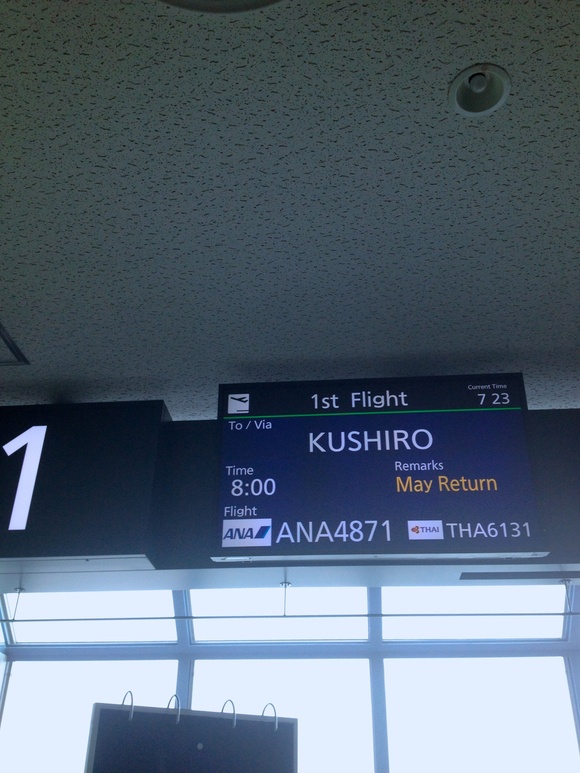 1
1st Flight
Current Time
7 23
To / Via
KUSHIRO
Time
Remarks
8:00
May Return
Flight
ANA ANA4871 THAI THA6131